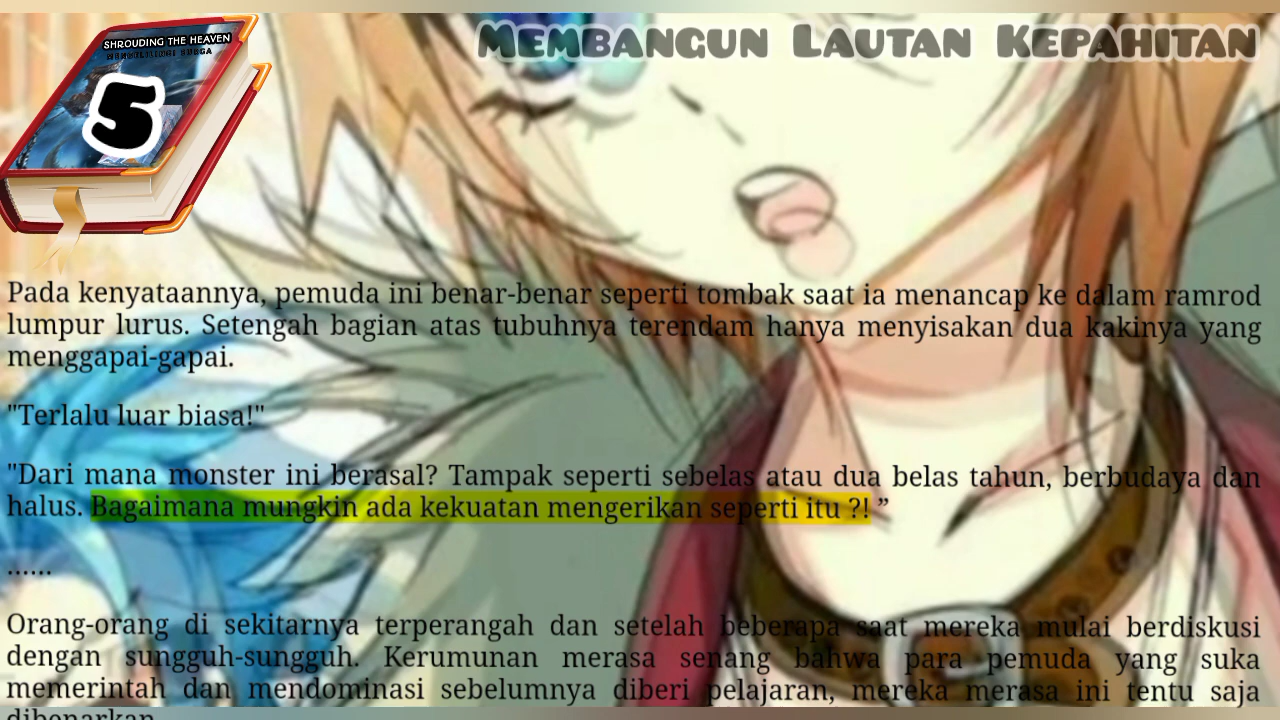 Membangun Lautan Kepahitan
SHROUDING THE HEAVEN
5
Pada kenyataannya, pemuda ini benar-benar seperti tombak saat ia menancap ke dalam ramrod
lumpur lurus. Setengah bagian atas tubuhnya terendam hanya menyisakan dua kakinya yang
menggapai-gapai.
"Terlalu luar biasa!"
"Dari mana monster ini berasal? Tampak seperti sebelas atau dua belas tahun, berbudaya dan
halus. Bagaimana mungkin ada kekuatan mengerikan seperti itu ?! ”
……
Orang-orang di sekitarnya terperangah dan setelah beberapa saat mereka mulai berdiskusi
dengan sungguh-sungguh. Kerumunan merasa senang bahwa para pemuda yang suka
memerintah dan mendominasi sebelumnya diberi pelajaran, mereka merasa ini tentu saja
dibenarkan.